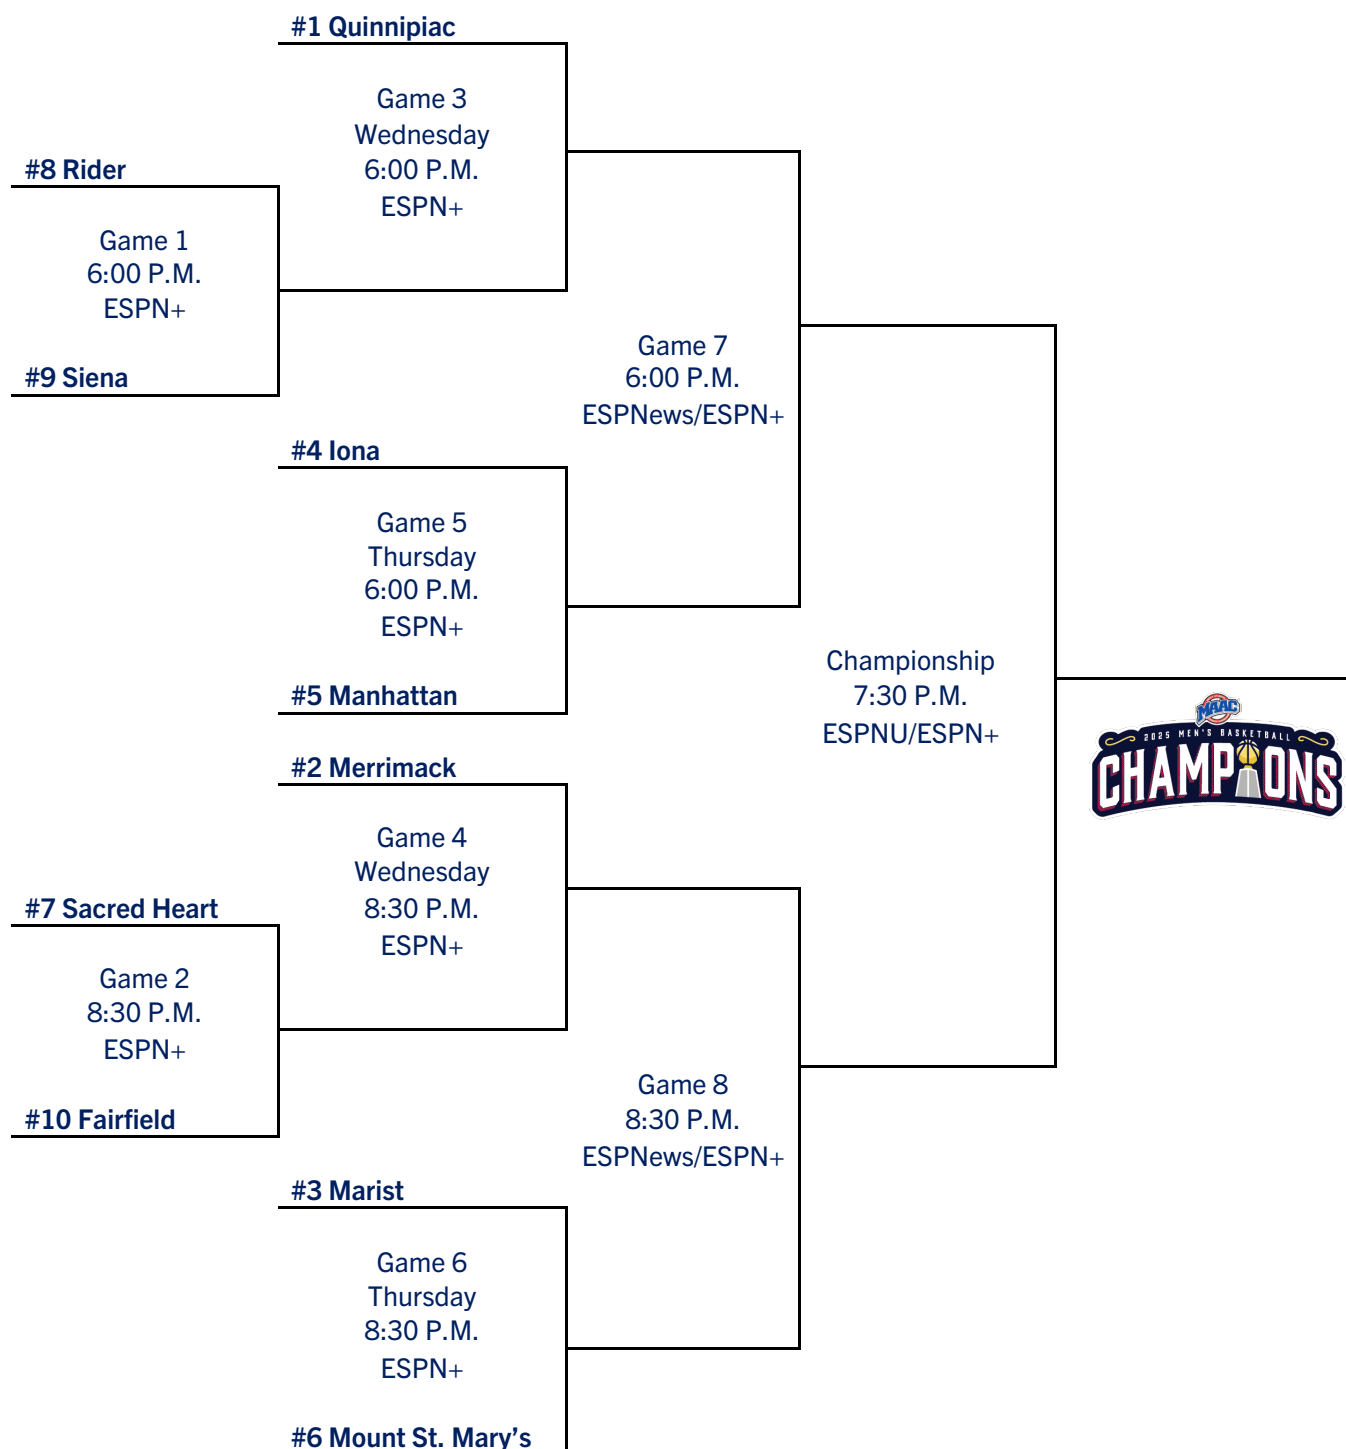 #1 Quinnipiac
Game 3
Wednesday
6:00 P.M.
ESPN+
#8 Rider
Game 1
6:00 P.M.
ESPN+
#9 Siena
Game 7
6:00 P.M.
ESPNews/ESPN+
#4 Iona
Game 5
Thursday
6:00 P.M.
ESPN+
#5 Manhattan
Championship
7:30 P.M.
ESPNU/ESPN+
MAAC
2025 MEN'S BASKETBALL
CHAMPIONS
#2 Merrimack
Game 4
Wednesday
8:30 P.M.
ESPN+
#7 Sacred Heart
Game 2
8:30 P.M.
ESPN+
#10 Fairfield
Game 8
8:30 P.M.
ESPNews/ESPN+
#3 Marist
Game 6
Thursday
8:30 P.M.
ESPN+
#6 Mount St. Mary’s